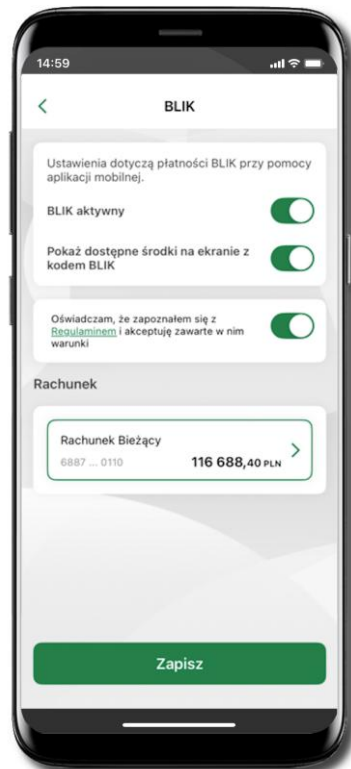 14:59
BLIK
Ustawienia dotyczą płatności BLIK przy pomocy
aplikacji mobilnej.
BLIK aktywny
Pokaż dostępne środki na ekranie z
kodem BLIK
Oświadczam, że zapoznałem się z
Regulaminem i akceptuję zawarte w nim
warunki
Rachunek
Rachunek Bieżący
6887 ... 0110 116 688,40 PLN
Zapisz